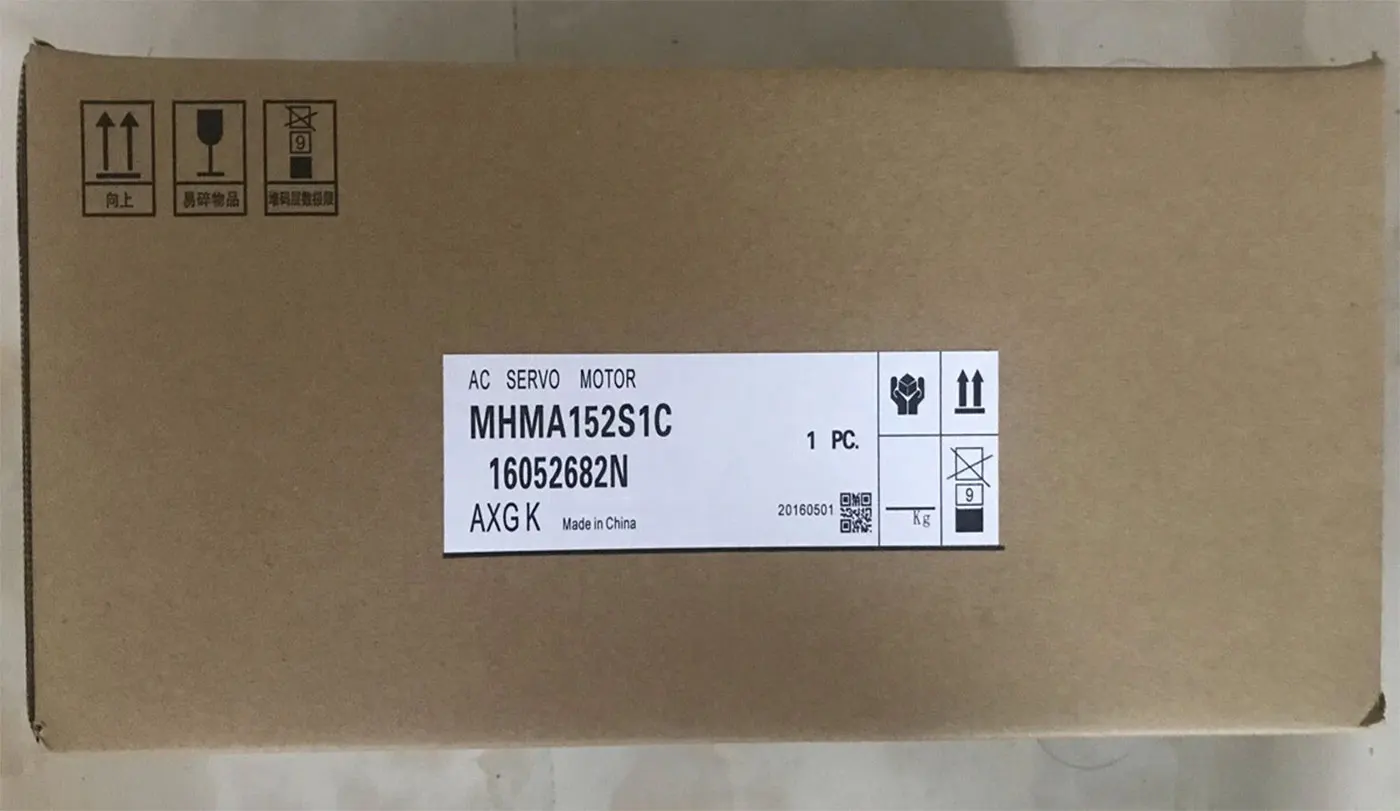 9
向上
易碎物品
堆码层数极限
AC SERVO MOTOR
MHMA152S1C
1 PC.
16052682N
AXGK Made in China
20160501
Kg
9